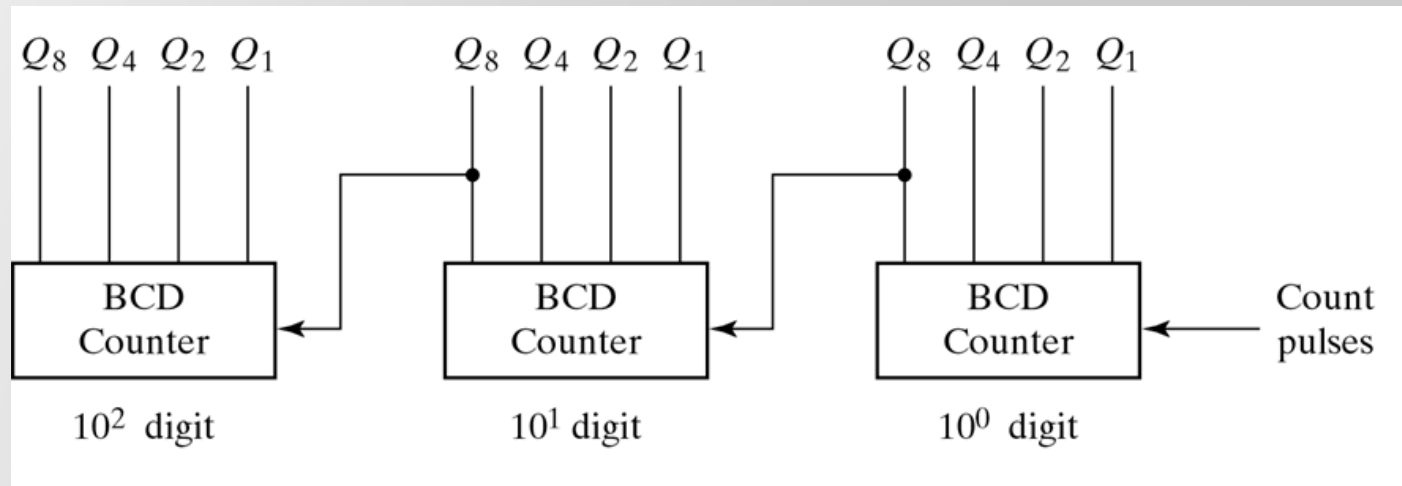 Q₈ Q₄ Q₂ Q₁ Q₈ Q₄ Q₂ Q₁ Q₈ Q₄ Q₂ Q₁
BCD
Counter
BCD
Counter
BCD
Counter
Count
pulses
10² digit
10¹ digit
10⁰ digit